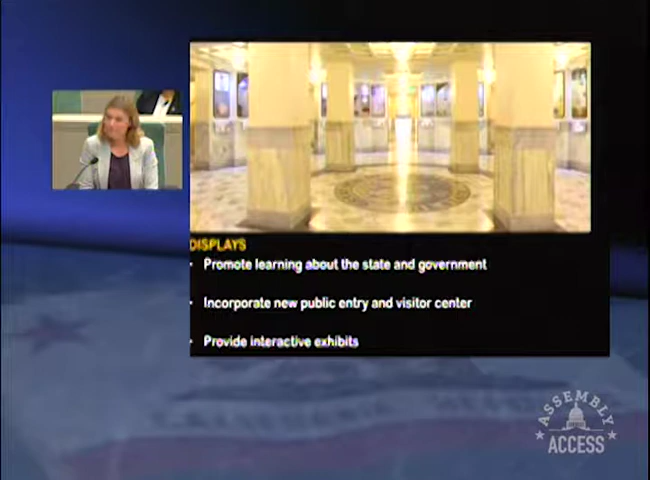 DISPLAYS
· Promote learning about the state and government
· Incorporate new public entry and visitor center
· Provide interactive exhibits
ASSEMBLY
ACCESS